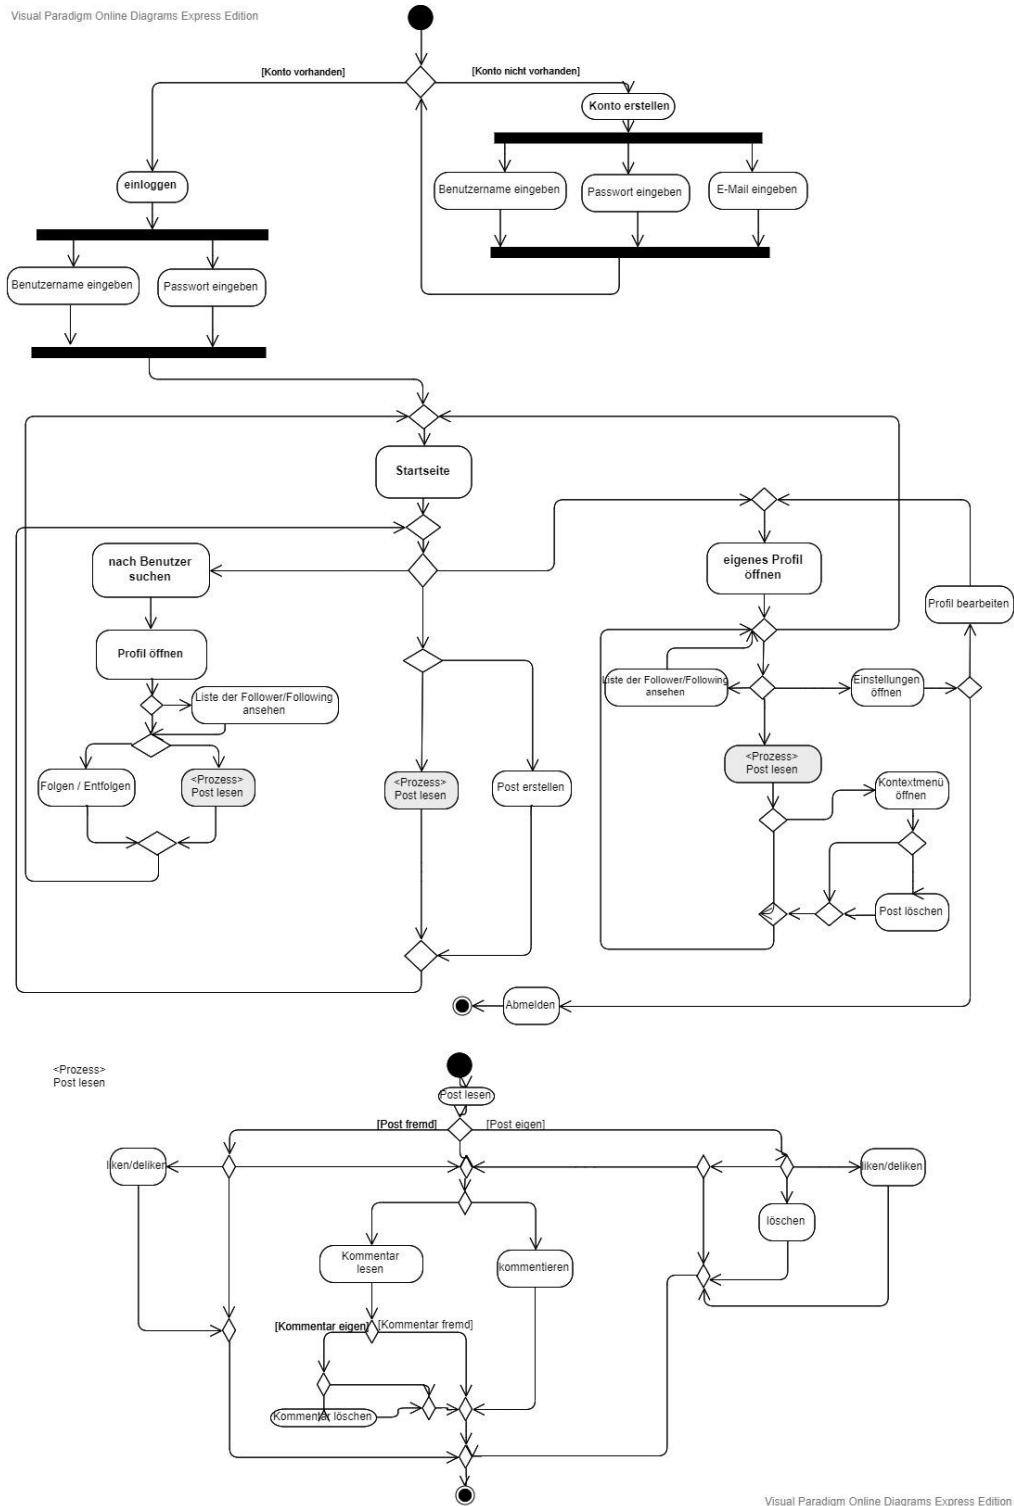 Visual Paradigm Online Diagrams Express Edition
[Konto vorhanden]
[Konto nicht vorhanden]
Konto erstellen
einloggen
Benutzername eingeben
Passwort eingeben
E-Mail eingeben
Benutzername eingeben
Passwort eingeben
Startseite
nach Benutzer
suchen
eigenes Profil
öffnen
Profil bearbeiten
Profil öffnen
Liste der Follower/Following
ansehen
Liste der Follower/Following
ansehen
Einstellungen
öffnen
Folgen / Entfolgen
<Prozess>
Post lesen
<Prozess>
Post lesen
Post erstellen
<Prozess>
Post lesen
Kontextmenü
öffnen
Post löschen
Abmelden
<Prozess>
Post lesen
Post lesen
[Post fremd]
[Post eigen]
liken/deliken
liken/deliken
löschen
Kommentar
lesen
kommentieren
[Kommentar eigen]
[Kommentar fremd]
Kommentar löschen
Visual Paradigm Online Diagrams Express Edition